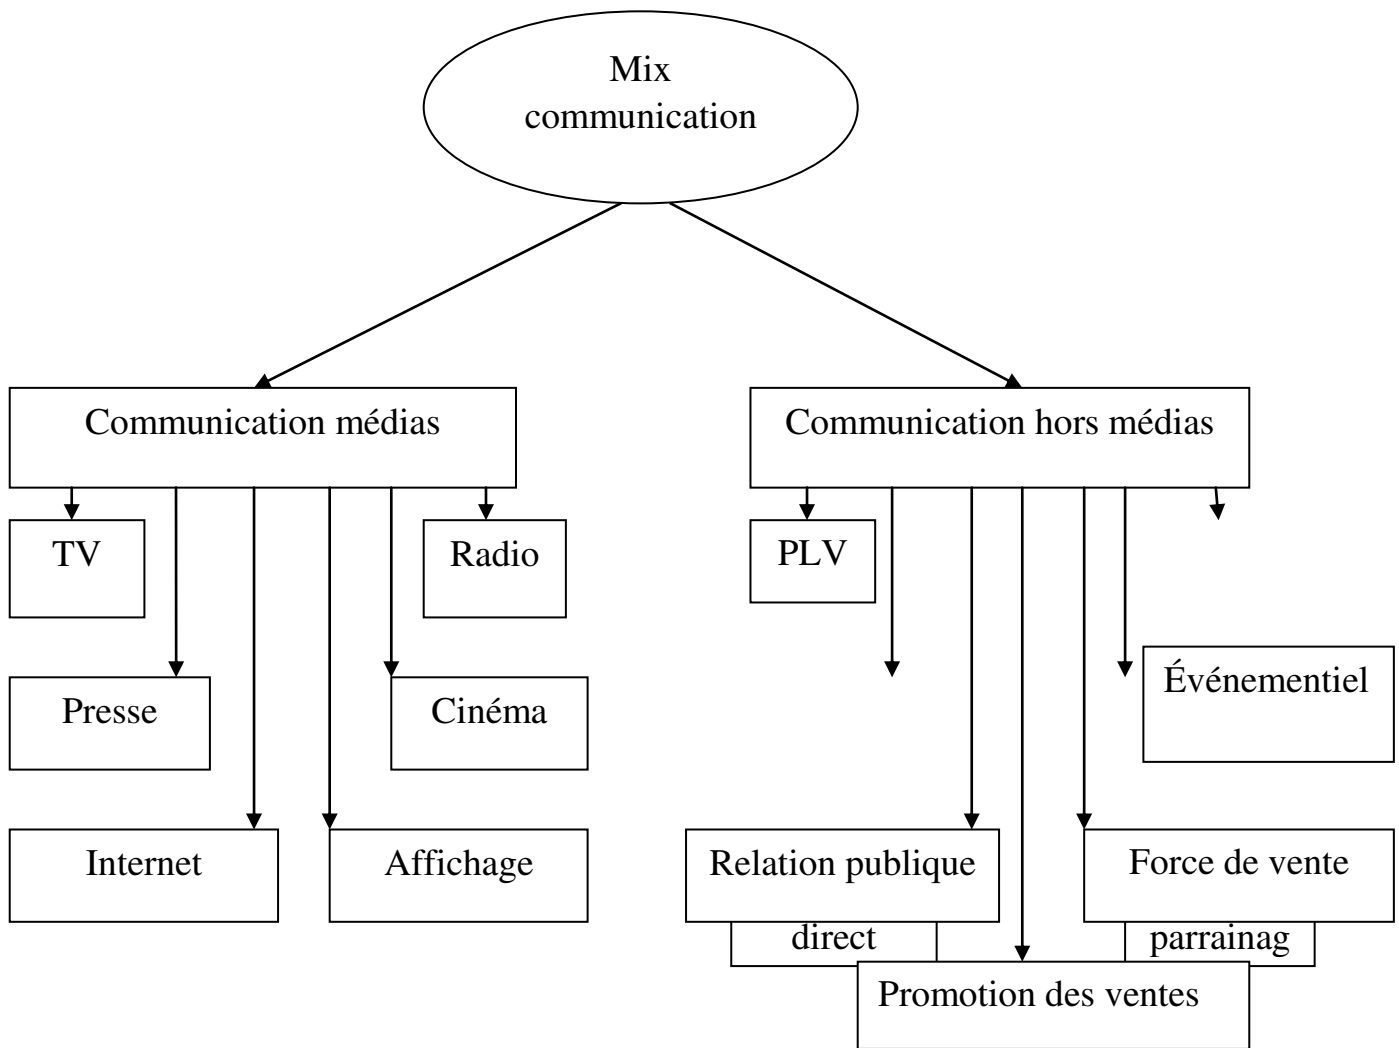 Mix
communication
Communication médias
Communication hors médias
TV
Radio
PLV
Presse
Cinéma
Événementiel
Internet
Affichage
Relation publique
Force de vente
direct
parrainag
Promotion des ventes